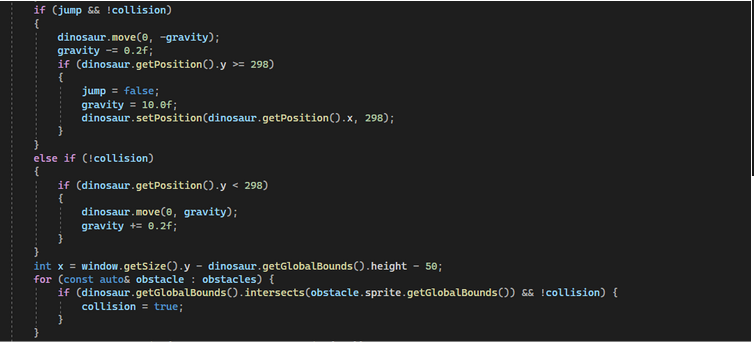 if (jump && !collision)
{
dinosaur.move(0, -gravity);
gravity -= 0.2f;
if (dinosaur.getPosition().y >= 298)
{
jump = false;
gravity = 10.0f;
dinosaur.setPosition(dinosaur.getPosition().x, 298);
}
}
else if (!collision)
{
if (dinosaur.getPosition().y < 298)
{
dinosaur.move(0, gravity);
gravity += 0.2f;
}
}
int x = window.getSize().y - dinosaur.getGlobalBounds().height - 50;
for (const auto& obstacle : obstacles) {
if (dinosaur.getGlobalBounds().intersects(obstacle.sprite.getGlobalBounds()) && !collision) {
collision = true;
}
}